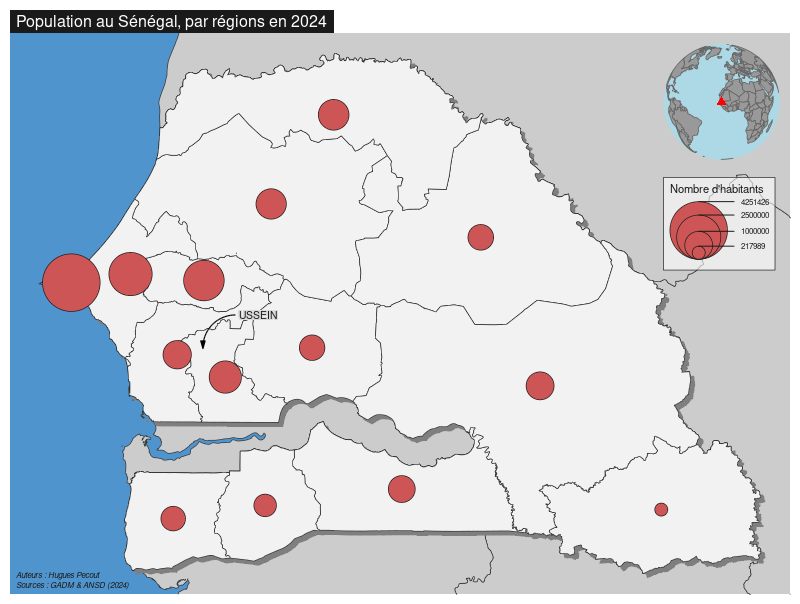 Population au Sénégal, par régions en 2024
Nombre d'habitants
4251426
2500000
1000000
217989
USSEIN
Auteurs : Hugues Pecout
Sources : GADM & ANSD (2024)